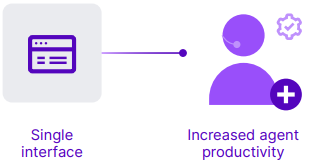 Single
interface
Increased agent
productivity